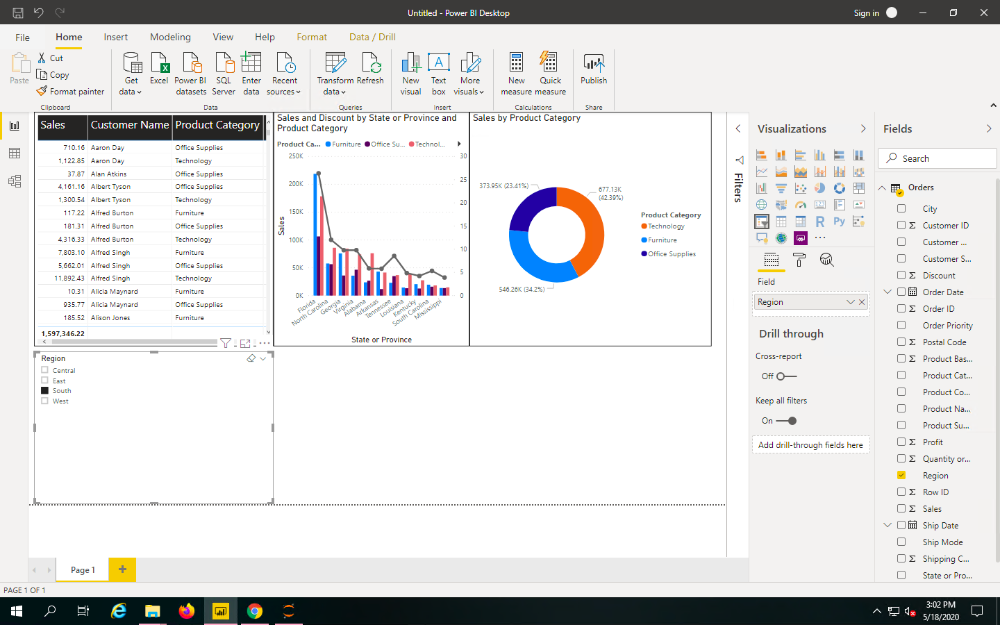 Untitled - Power BI Desktop
Sign in
File
Home
Insert
Modeling
View
Help
Format
Data / Drill
Paste
Cut
Copy
Format painter
Clipboard
Get data
Excel
Power BI datasets
SQL Server
Enter data
Recent sources
Data
Transform data
Refresh
Queries
New visual
Text box
More visuals
Insert
New measure
Quick measure
Calculations
Publish
Share
Sales Customer Name Product Category
710.16 Aaron Day Office Supplies
1,122.85 Aaron Day Technology
37.87 Alan Atkins Office Supplies
4,161.16 Albert Tyson Office Supplies
1,300.54 Albert Tyson Technology
117.22 Alfred Burton Furniture
181.31 Alfred Burton Office Supplies
4,316.33 Alfred Burton Technology
7,803.10 Alfred Singh Furniture
5,662.01 Alfred Singh Office Supplies
11,892.43 Alfred Singh Technology
10.31 Alicia Maynard Furniture
935.77 Alicia Maynard Office Supplies
185.52 Alison Jones Furniture
1,597,346.22
Sales and Discount by State or Province and
Product Category
Product Ca... Furniture Office Su... Technol...
250K 30
200K 25
20
150K
15
100K
10
50K
5
0K 0
Sales
Florida
North Carolina
Georgia
Virginia
Alabama
Arkansas
Tennessee
Louisiana
Kentucky
South Carolina
Mississippi
State or Province
Sales by Product Category
373.95K (23.41%)
677.13K
(42.39%)
546.26K (34.2%)
Product Category
Technology
Furniture
Office Supplies
Region
Central
East
South
West
Filters
Visualizations
R
Py
123
Field
Region
Drill through
Cross-report
Off
Keep all filters
On
Add drill-through fields here
Fields
Search
Orders
City
Σ Customer ID
Customer ...
Customer S...
Σ Discount
Order Date
Σ Order ID
Order Priority
Σ Postal Code
Σ Product Bas...
Product Cat...
Product Co...
Product Na...
Product Su...
Σ Profit
Σ Quantity or...
Region
Σ Row ID
Σ Sales
Ship Date
Ship Mode
Σ Shipping C...
State or Pro...
Page 1
PAGE 1 OF 1
3:02 PM
5/18/2020